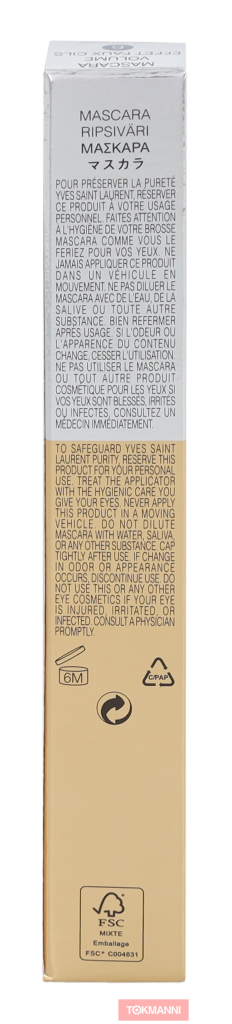 MASCARA
VOLUME
EFFET FAUX CILS
MASCARA
RIPSIVÄRI
ΜΑΣΚΑΡΑ
マスカラ
POUR PRÉSERVER LA PURETÉ
YVES SAINT LAURENT, RÉSERVER
CE PRODUIT À VOTRE USAGE
PERSONNEL. FAITES ATTENTION
À L'HYGIÈNE DE VOTRE BROSSE
MASCARA COMME VOUS LE
FERIEZ POUR VOS YEUX. NE
JAMAIS APPLIQUER CE PRODUIT
DANS UN VÉHICULE EN
MOUVEMENT. NE PAS DILUER LE
MASCARA AVEC DE L'EAU, DE LA
SALIVE OU TOUTE AUTRE
SUBSTANCE. BIEN REFERMER
APRÈS USAGE. SI L'ODEUR OU
L'APPARENCE DU CONTENU
CHANGE, CESSER L'UTILISATION.
NE PAS UTILISER LE MASCARA
OU TOUT AUTRE PRODUIT
COSMÉTIQUE POUR LES YEUX SI
VOS YEUX SONT BLESSÉS, IRRITÉS
OU INFECTÉS, CONSULTEZ UN
MÉDECIN IMMÉDIATEMENT.
TO SAFEGUARD YVES SAINT
LAURENT PURITY, RESERVE THIS
PRODUCT FOR YOUR PERSONAL
USE. TREAT THE APPLICATOR
WITH THE HYGIENIC CARE YOU
GIVE YOUR EYES. NEVER APPLY
THIS PRODUCT IN A MOVING
VEHICLE. DO NOT DILUTE
MASCARA WITH WATER, SALIVA,
OR ANY OTHER SUBSTANCE. CAP
TIGHTLY AFTER USE. IF CHANGE
IN ODOR OR APPEARANCE
OCCURS, DISCONTINUE USE. DO
NOT USE THIS OR ANY OTHER
EYE COSMETICS IF YOUR EYE
IS INJURED, IRRITATED, OR
INFECTED. CONSULT A PHYSICIAN
PROMPTLY.
6M
C/PAP
FSC
MIXTE
Emballage
FSC® C004631
TOKMANNI